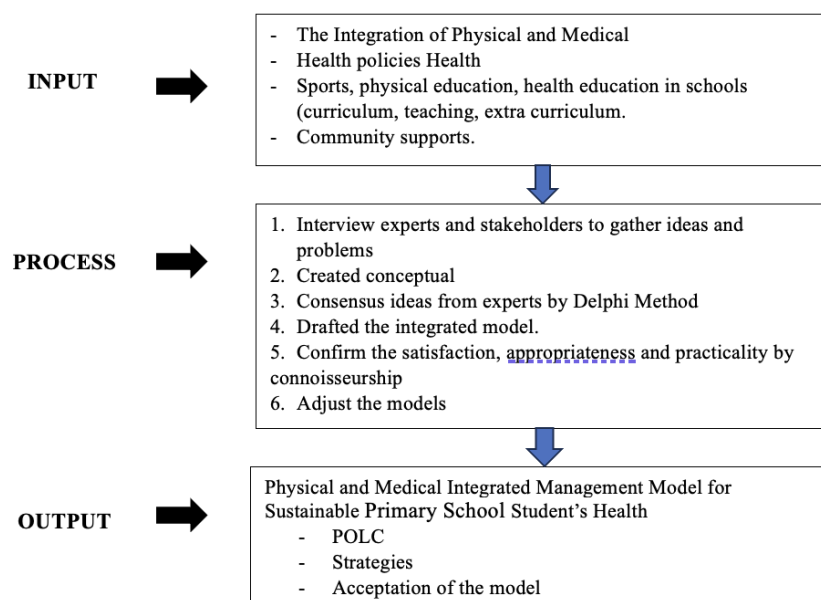 INPUT
- The Integration of Physical and Medical
- Health policies Health
- Sports, physical education, health education in schools
(curriculum, teaching, extra curriculum.
- Community supports.
PROCESS
1. Interview experts and stakeholders to gather ideas and
problems
2. Created conceptual
3. Consensus ideas from experts by Delphi Method
4. Drafted the integrated model.
5. Confirm the satisfaction, appropriateness and practicality by
connoisseurship
6. Adjust the models
OUTPUT
Physical and Medical Integrated Management Model for
Sustainable Primary School Student’s Health
- POLC
- Strategies
- Acceptation of the model